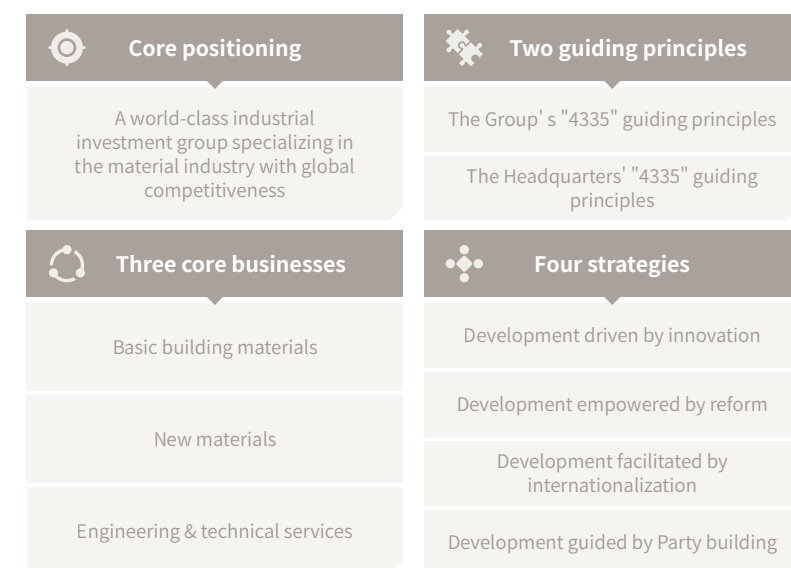 Core positioning
A world-class industrial
investment group specializing in
the material industry with global
competitiveness
Two guiding principles
The Group' s "4335" guiding principles
The Headquarters' "4335" guiding
principles
Three core businesses
Basic building materials
New materials
Engineering & technical services
Four strategies
Development driven by innovation
Development empowered by reform
Development facilitated by
internationalization
Development guided by Party building